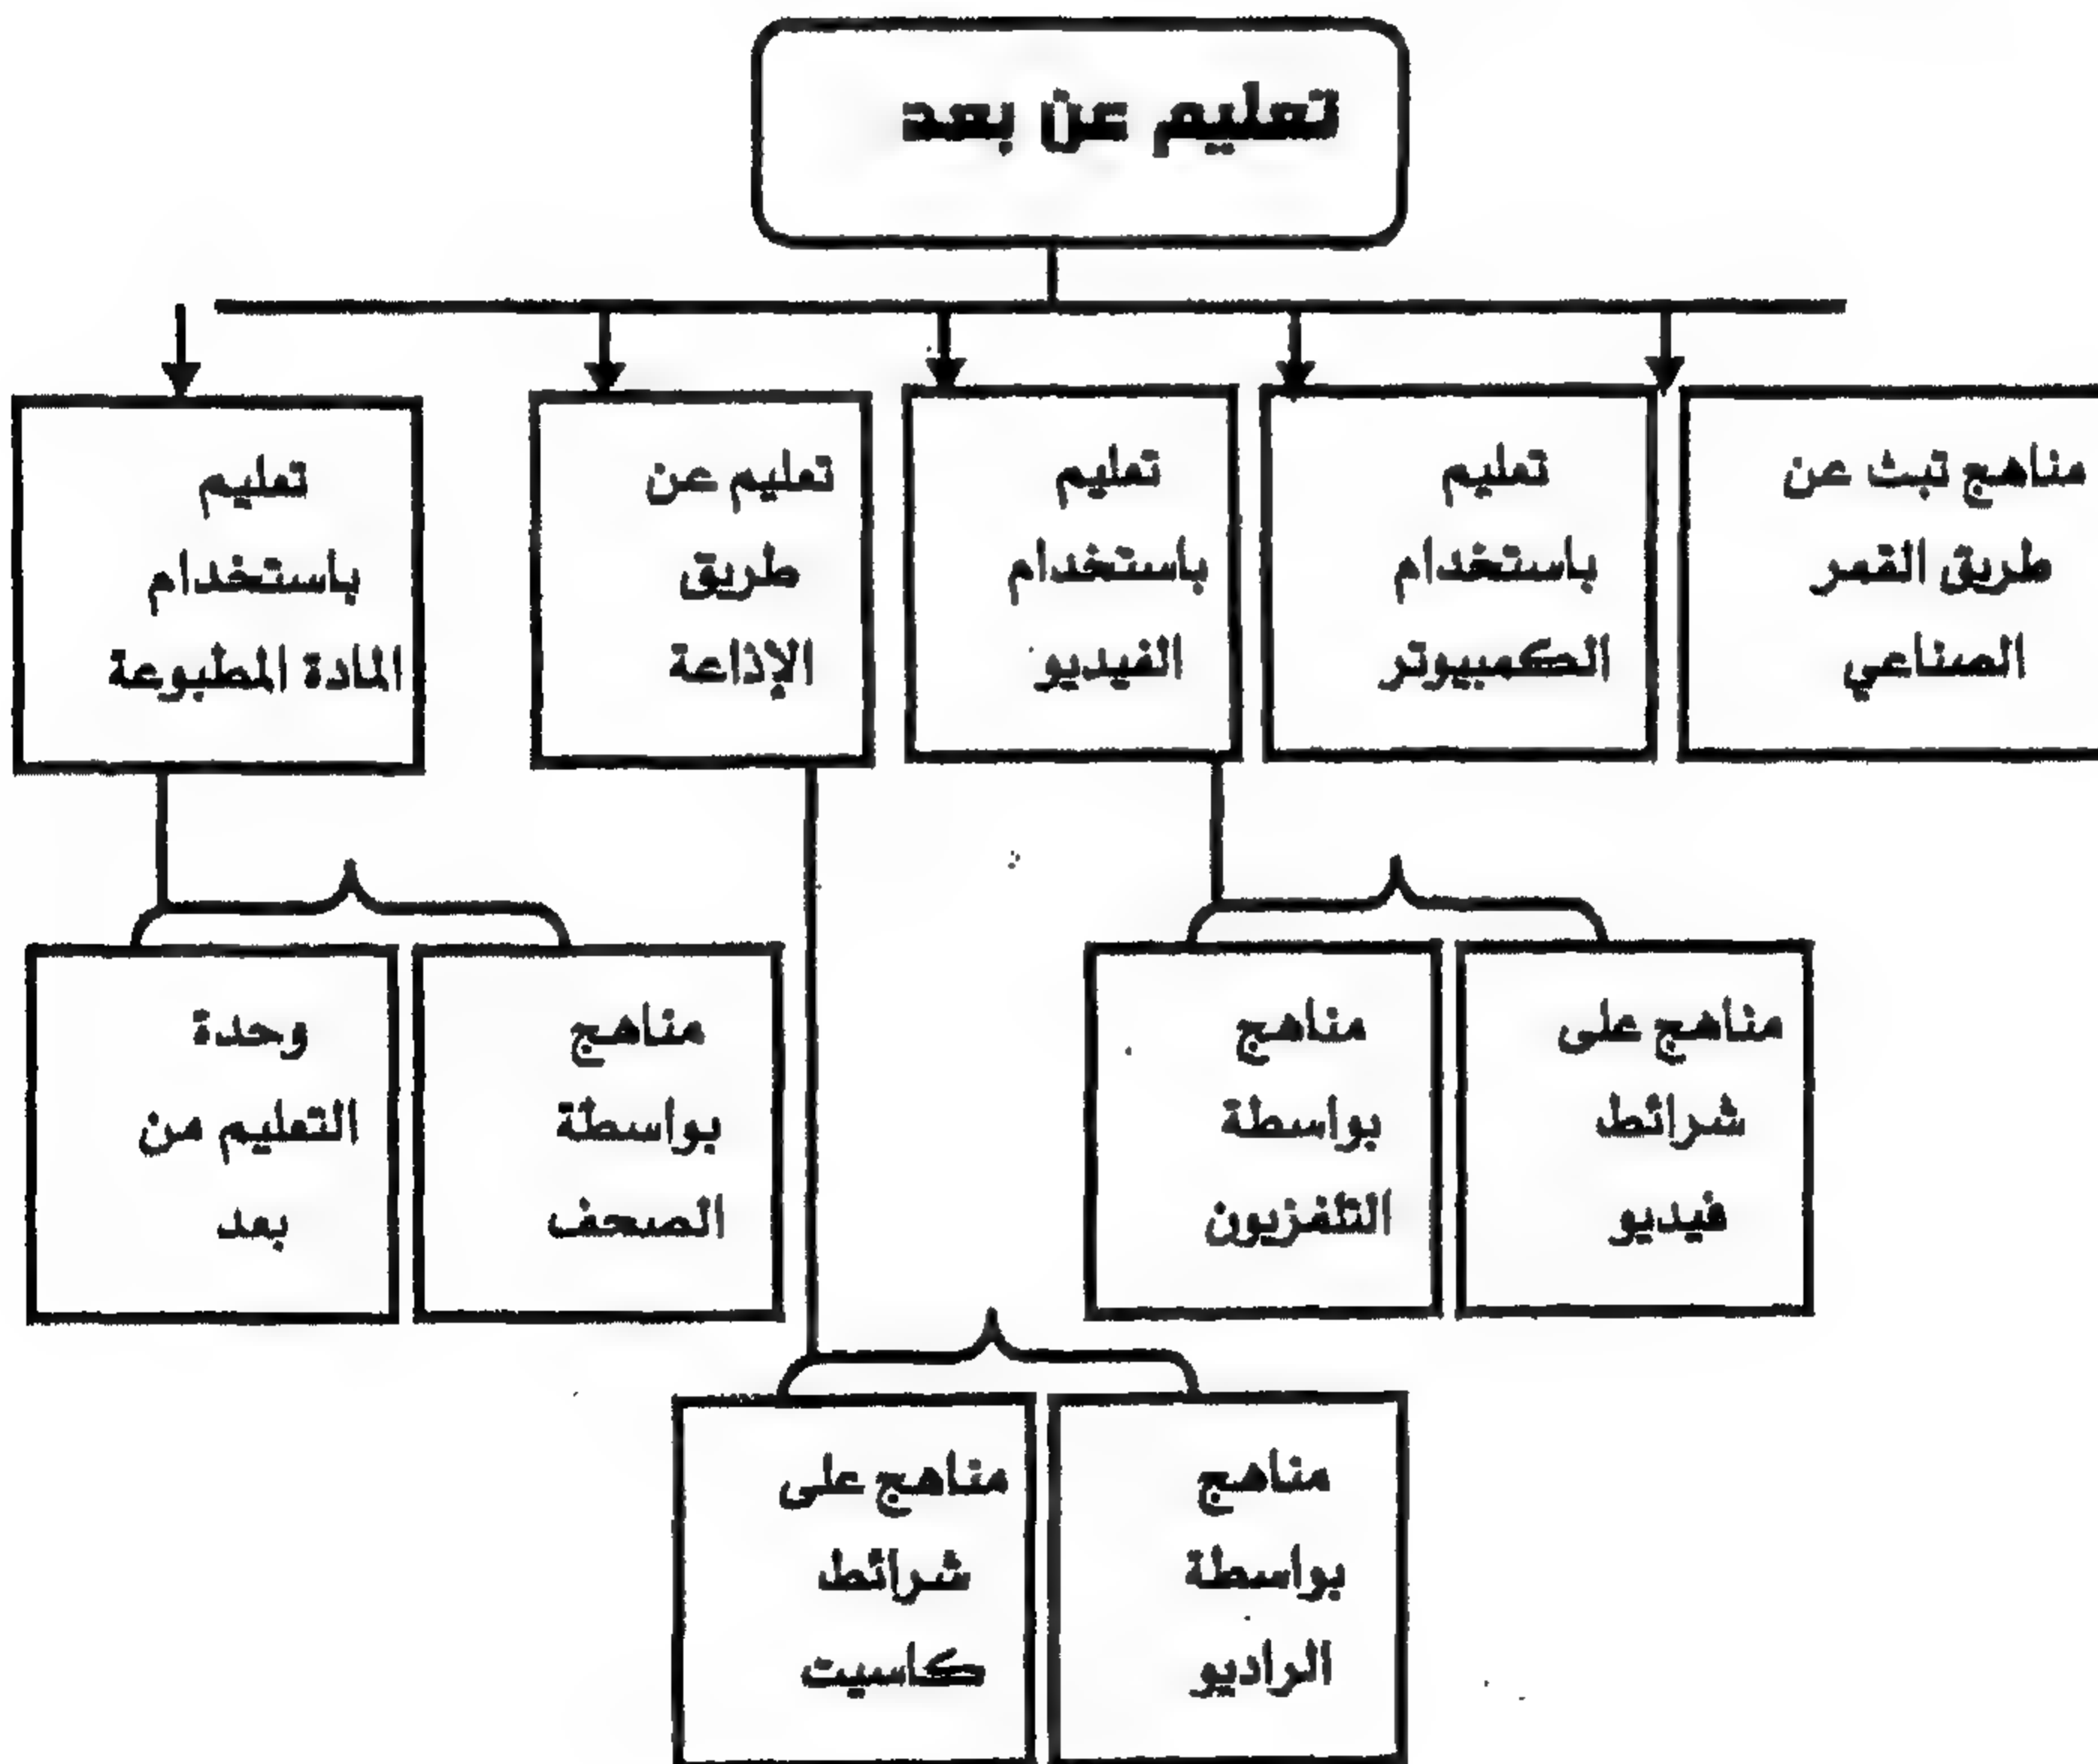 تعليم عن بعد
مناهج تبث عن
طريق القمر
الصناعي
تعليم
باستخدام
الكمبيوتر
تعليم
باستخدام
الفيديو
تعليم عن
طريق
الإذاعة
تعليم
باستخدام
المادة المطبوعة
مناهج على
شرائط
فيديو
مناهج
بواسطة
التلفزيون
مناهج
بواسطة
الصحف
وحدة
التعليم من
بعد
مناهج
بواسطة
الراديو
مناهج على
شرائط
كاسيت